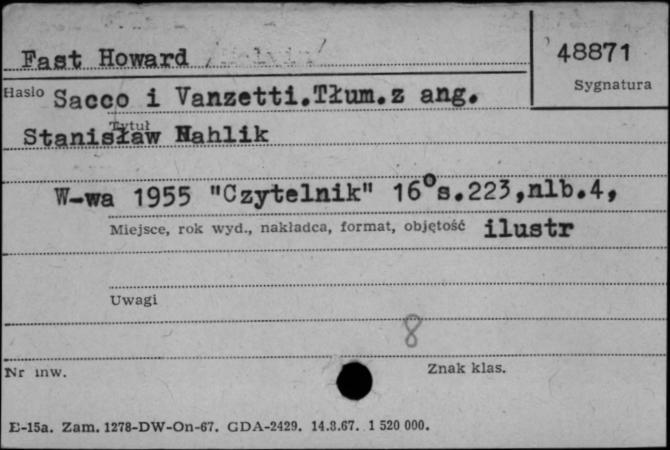 Fast Howard /Melvin/
48871
Sygnatura
Hasło Sacco i Vanzetti.Tłum.z ang.
Tytuł
Stanisław Nahlik
W-wa 1955 "Czytelnik" 16°s.223,nlb.4,
Miejsce, rok wyd., nakładca, format, objętość ilustr
Uwagi
8
Nr inw.
Znak klas.
E-15a. Zam. 1278-DW-On-67. GDA-2429. 14.3.67. 1 520 000.